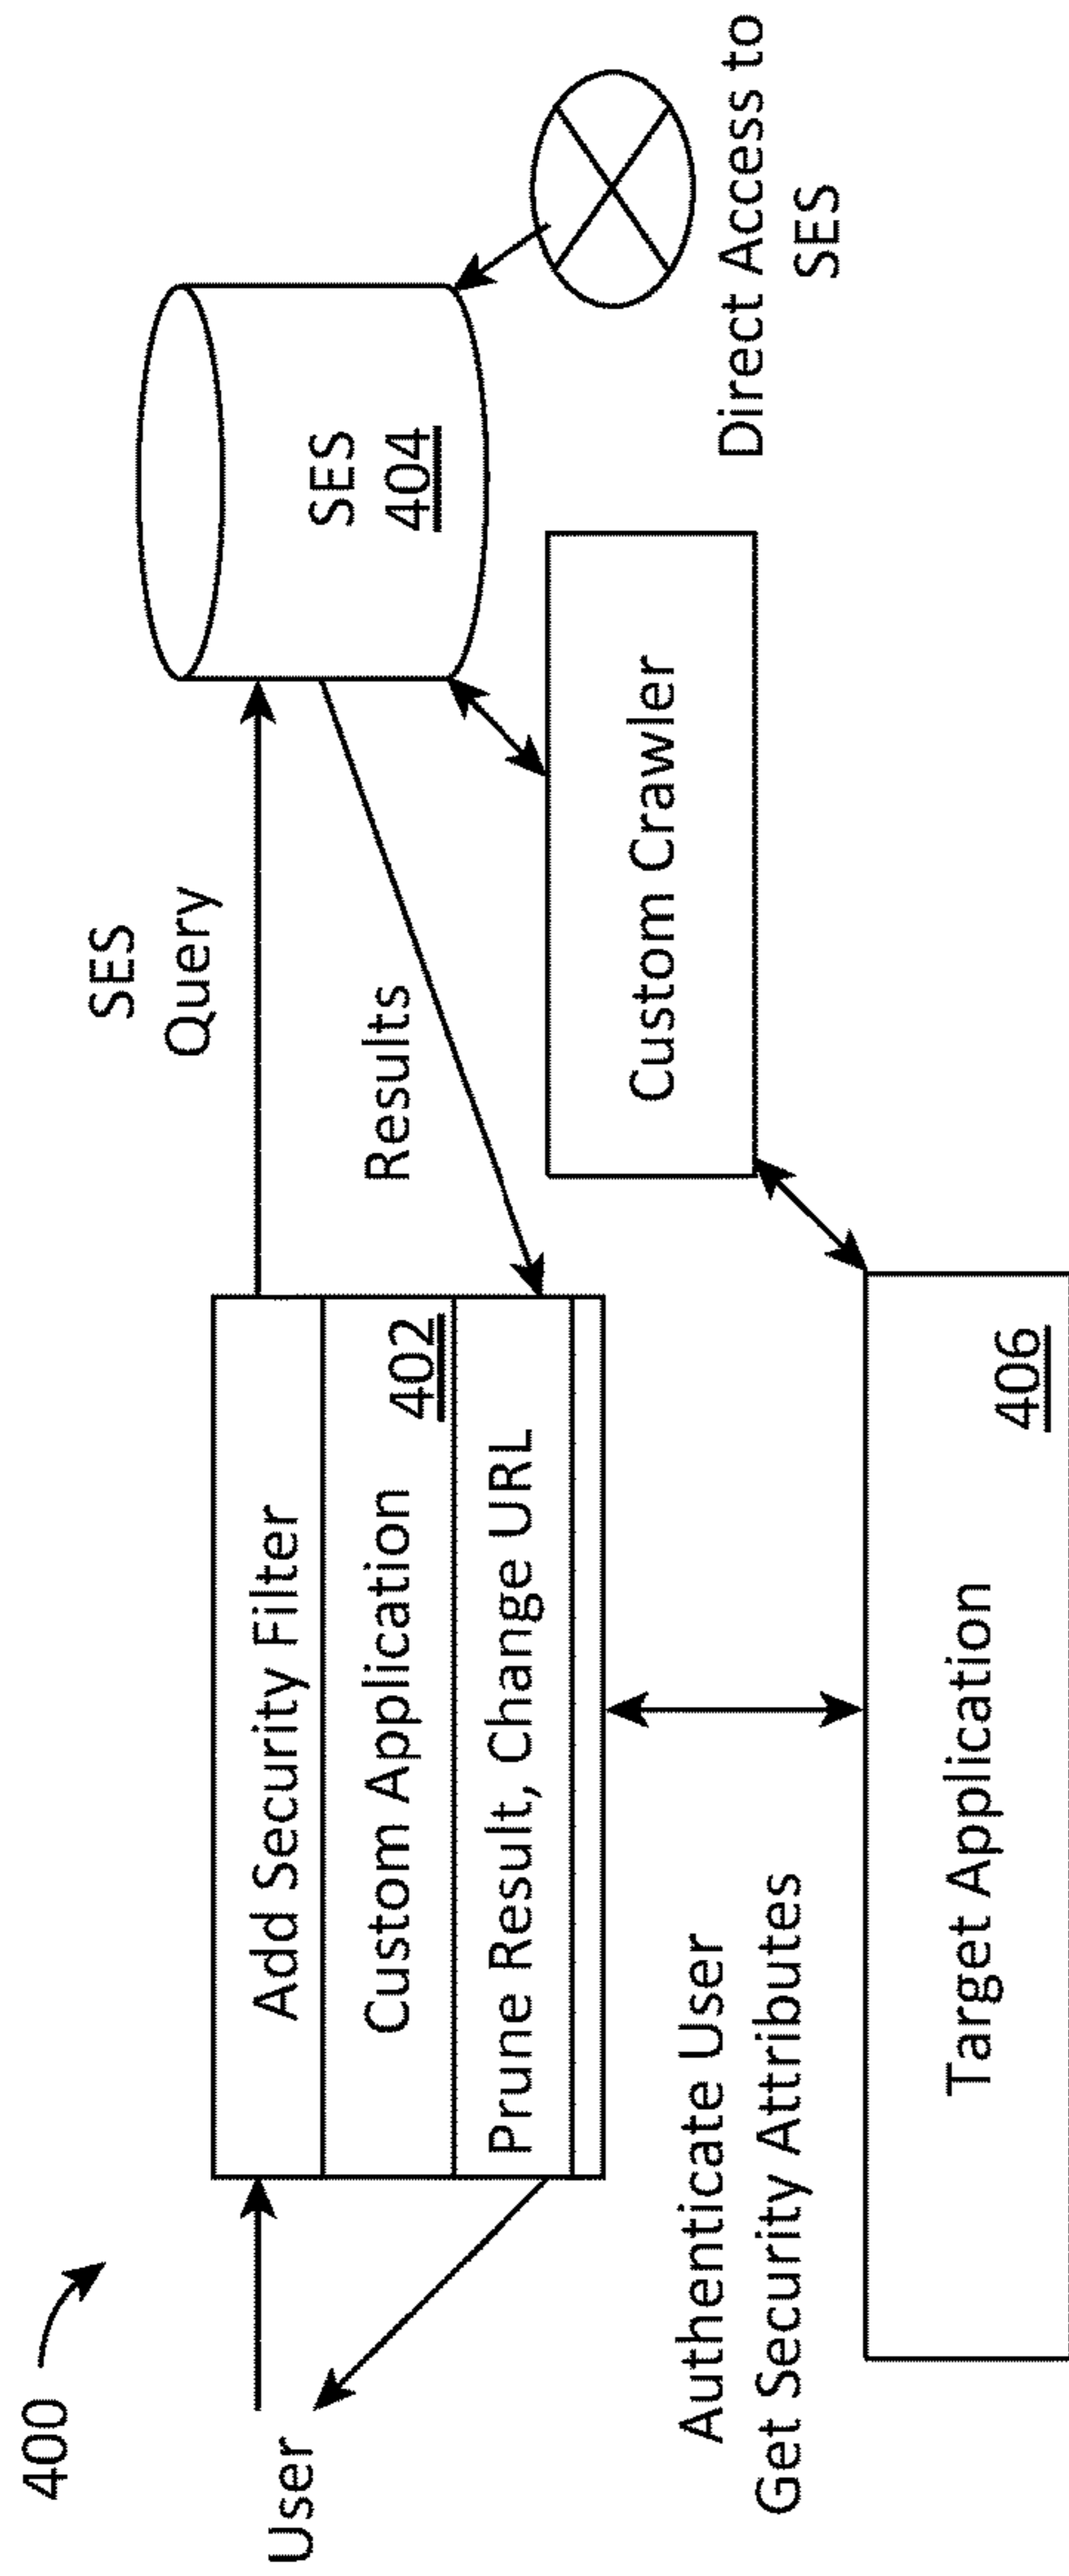 400
User
Add Security Filter
Custom Application
402
Prune Result, Change URL
SES
Query
Results
SES
404
Custom Crawler
Direct Access to
SES
Authenticate User
Get Security Attributes
Target Application
406